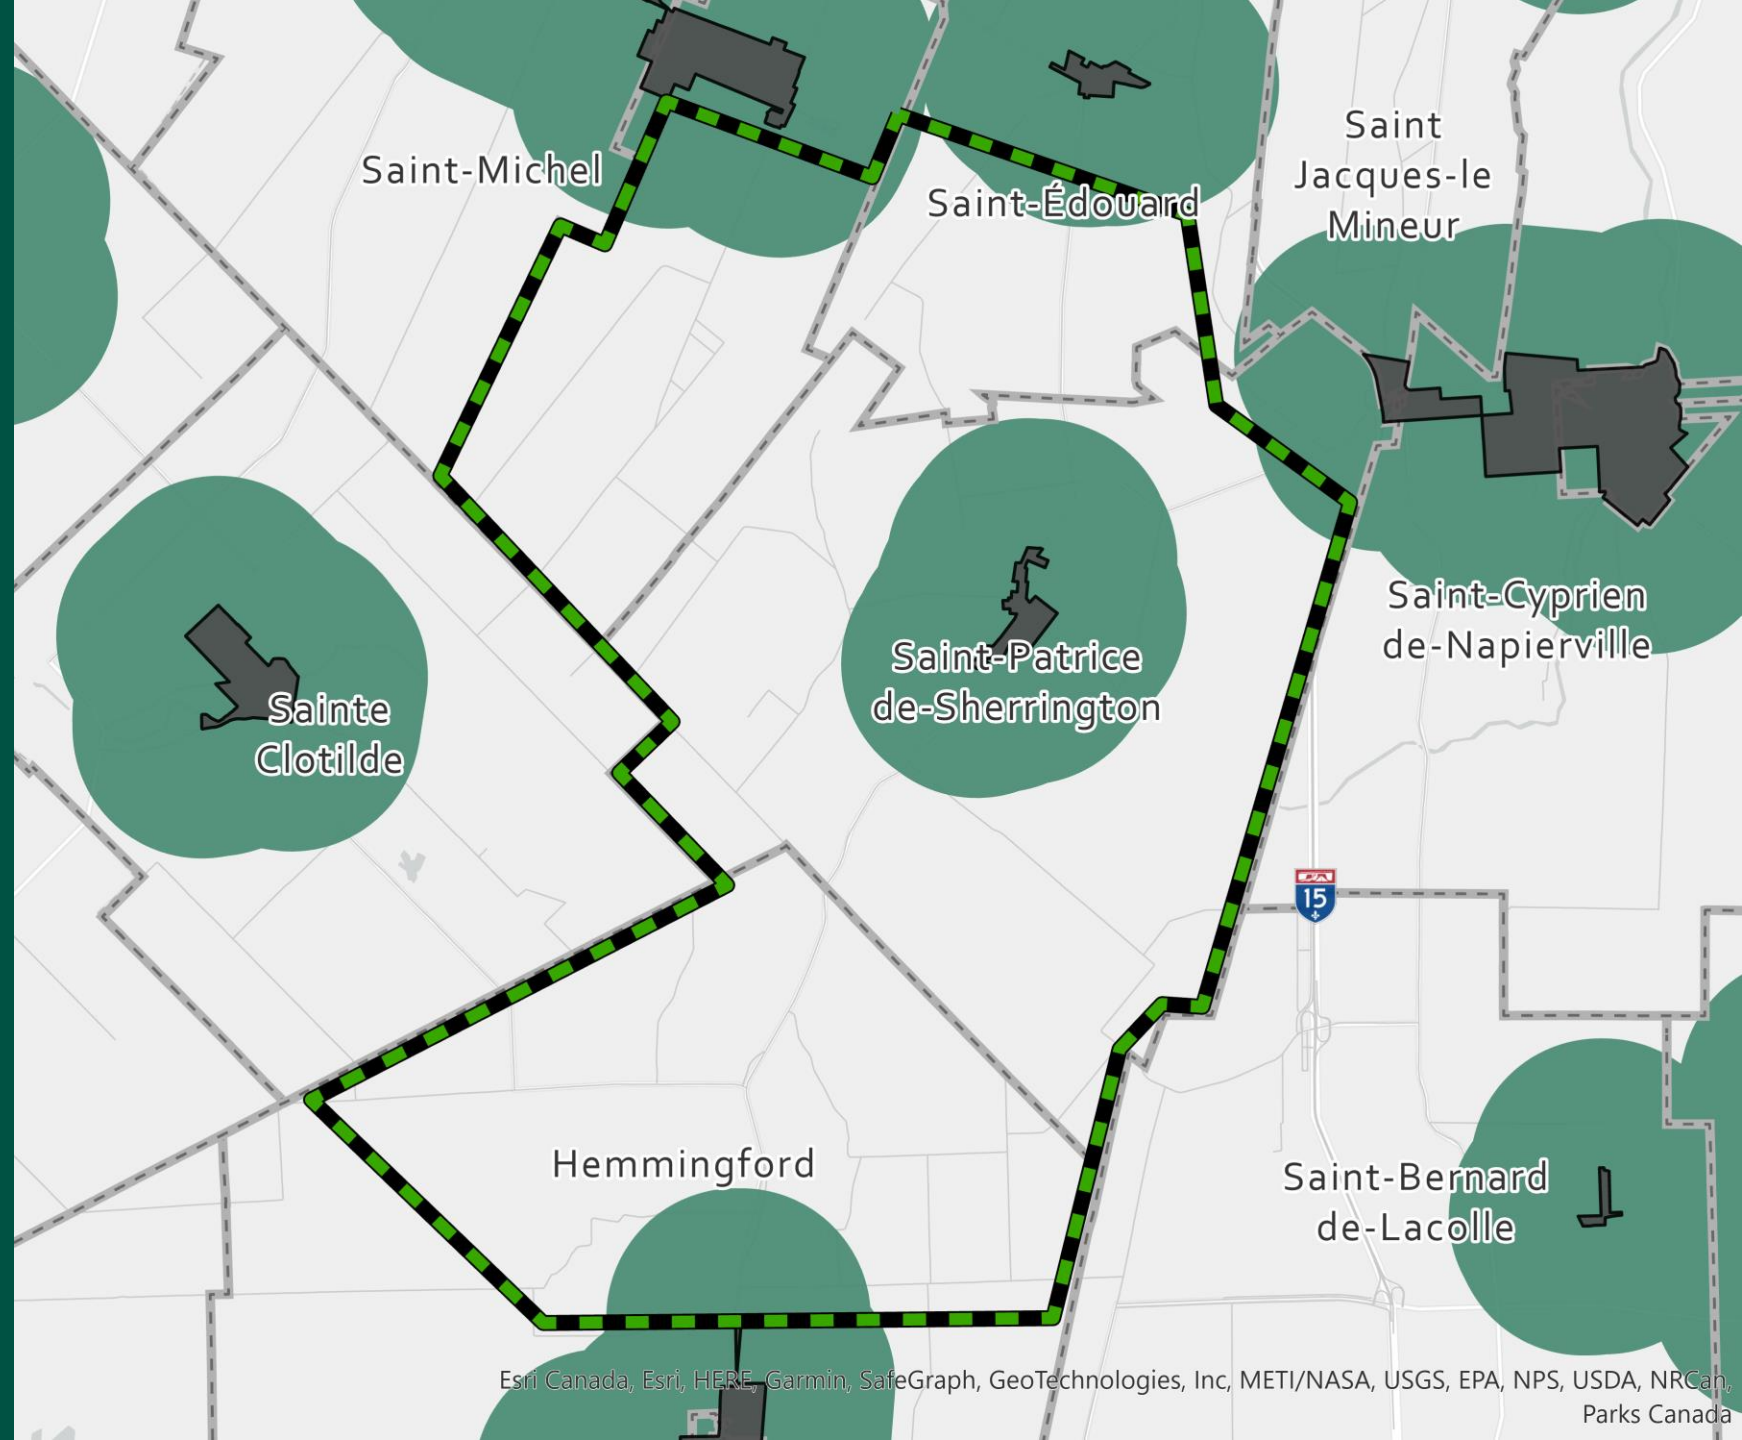 Saint
Jacques-le
Mineur
Saint-Michel
Saint-Édouard
Saint-Cyprien
de-Napierville
Saint-Patrice
de-Sherrington
Sainte
Clotilde
15
Hemmingford
Saint-Bernard
de-Lacolle
Esri Canada, Esri, HERE, Garmin, SafeGraph, GeoTechnologies, Inc, METI/NASA, USGS, EPA, NPS, USDA, NRCan,
Parks Canada